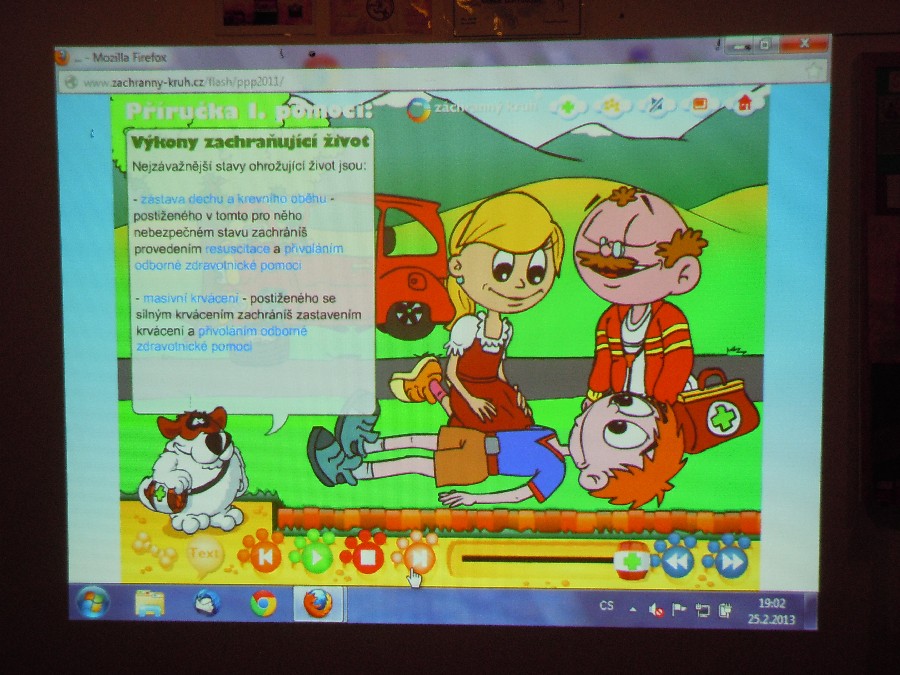 ... - Mozilla Firefox
www.zachranny-kruh.cz/flash/ppp2011/
Příručka I. pomoci:
záchranný kruh
Výkony zachraňující život
Nejzávažnější stavy ohrožující život jsou:
- zástava dechu a krevního oběhu -
postiženého v tomto pro něho
nebezpečném stavu zachráníš
provedením resuscitace a přivoláním
odborné zdravotnické pomoci
- masivní krvácení - postiženého se
silným krvácením zachráníš zastavením
krvácení a přivoláním odborné
zdravotnické pomoci
Text
CS
19:02
25.2.2013